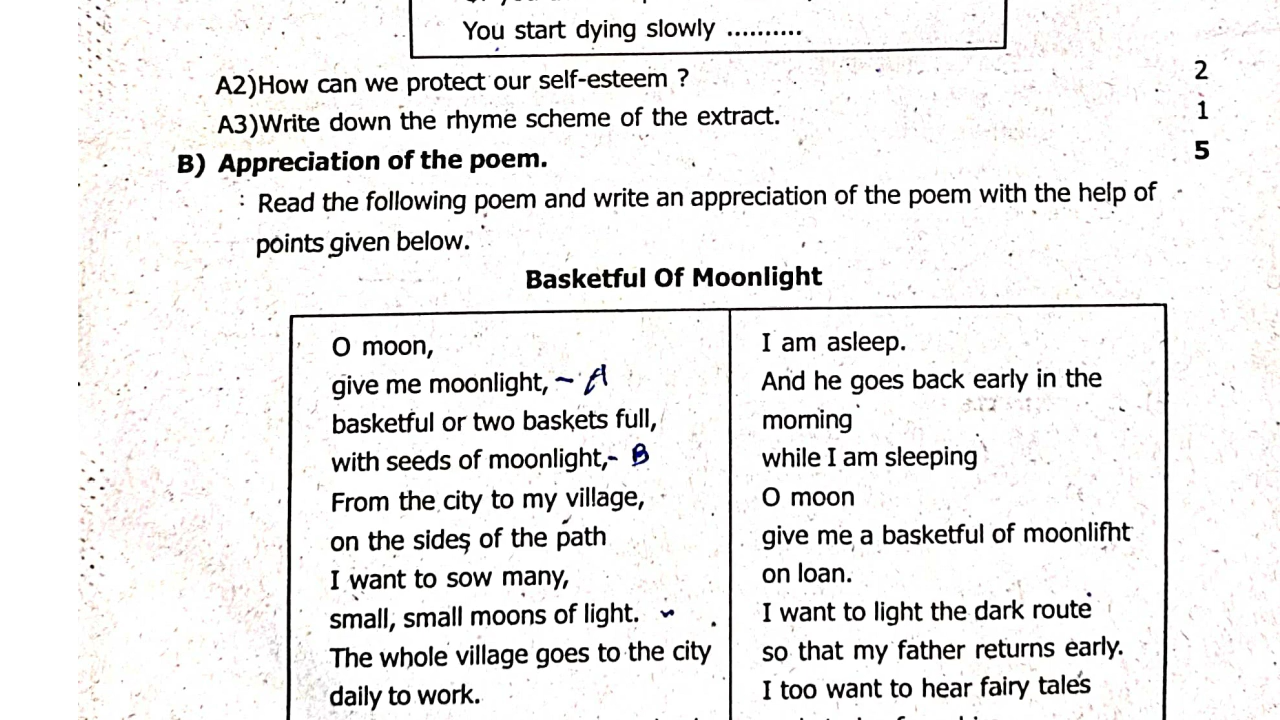 You start dying slowly ..........
A2)How can we protect our self-esteem ? 2
A3)Write down the rhyme scheme of the extract. 1
B) Appreciation of the poem. 5
: Read the following poem and write an appreciation of the poem with the help of
points given below.
Basketful Of Moonlight
O moon,
give me moonlight, – A
basketful or two baskets full,
with seeds of moonlight,- B
From the city to my village,
on the sides of the path
I want to sow many,
small, small moons of light.
The whole village goes to the city
daily to work.
I am asleep.
And he goes back early in the
morning
while I am sleeping
O moon
give me a basketful of moonlifht
on loan.
I want to light the dark route
so that my father returns early.
I too want to hear fairy tales